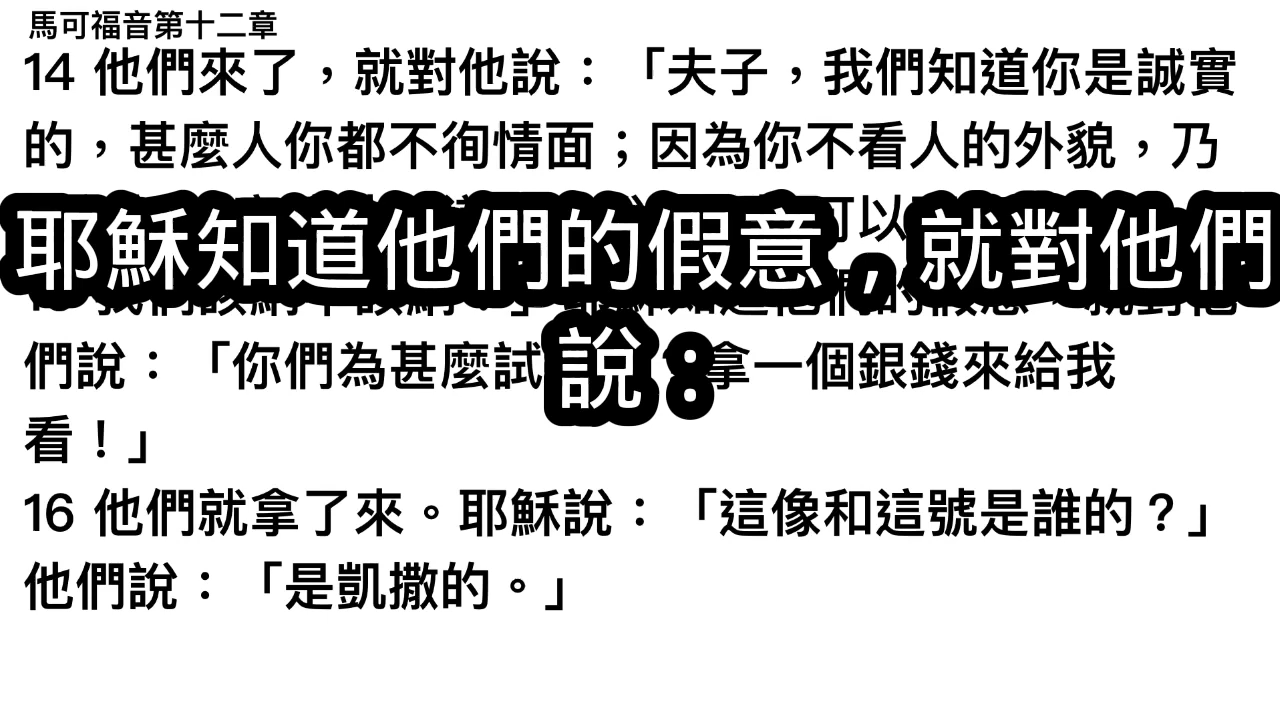 馬可福音第十二章
14 他們來了，就對他說：「夫子，我們知道你是誠實
的，甚麼人你都不徇情面；因為你不看人的外貌，乃
可以
耶穌知道他們的假意，就對他們
說：
們說：「你們為甚麼試 拿一個銀錢來給我
看！」
16 他們就拿了來。耶穌說：「這像和這號是誰的？」
他們說：「是凱撒的。」